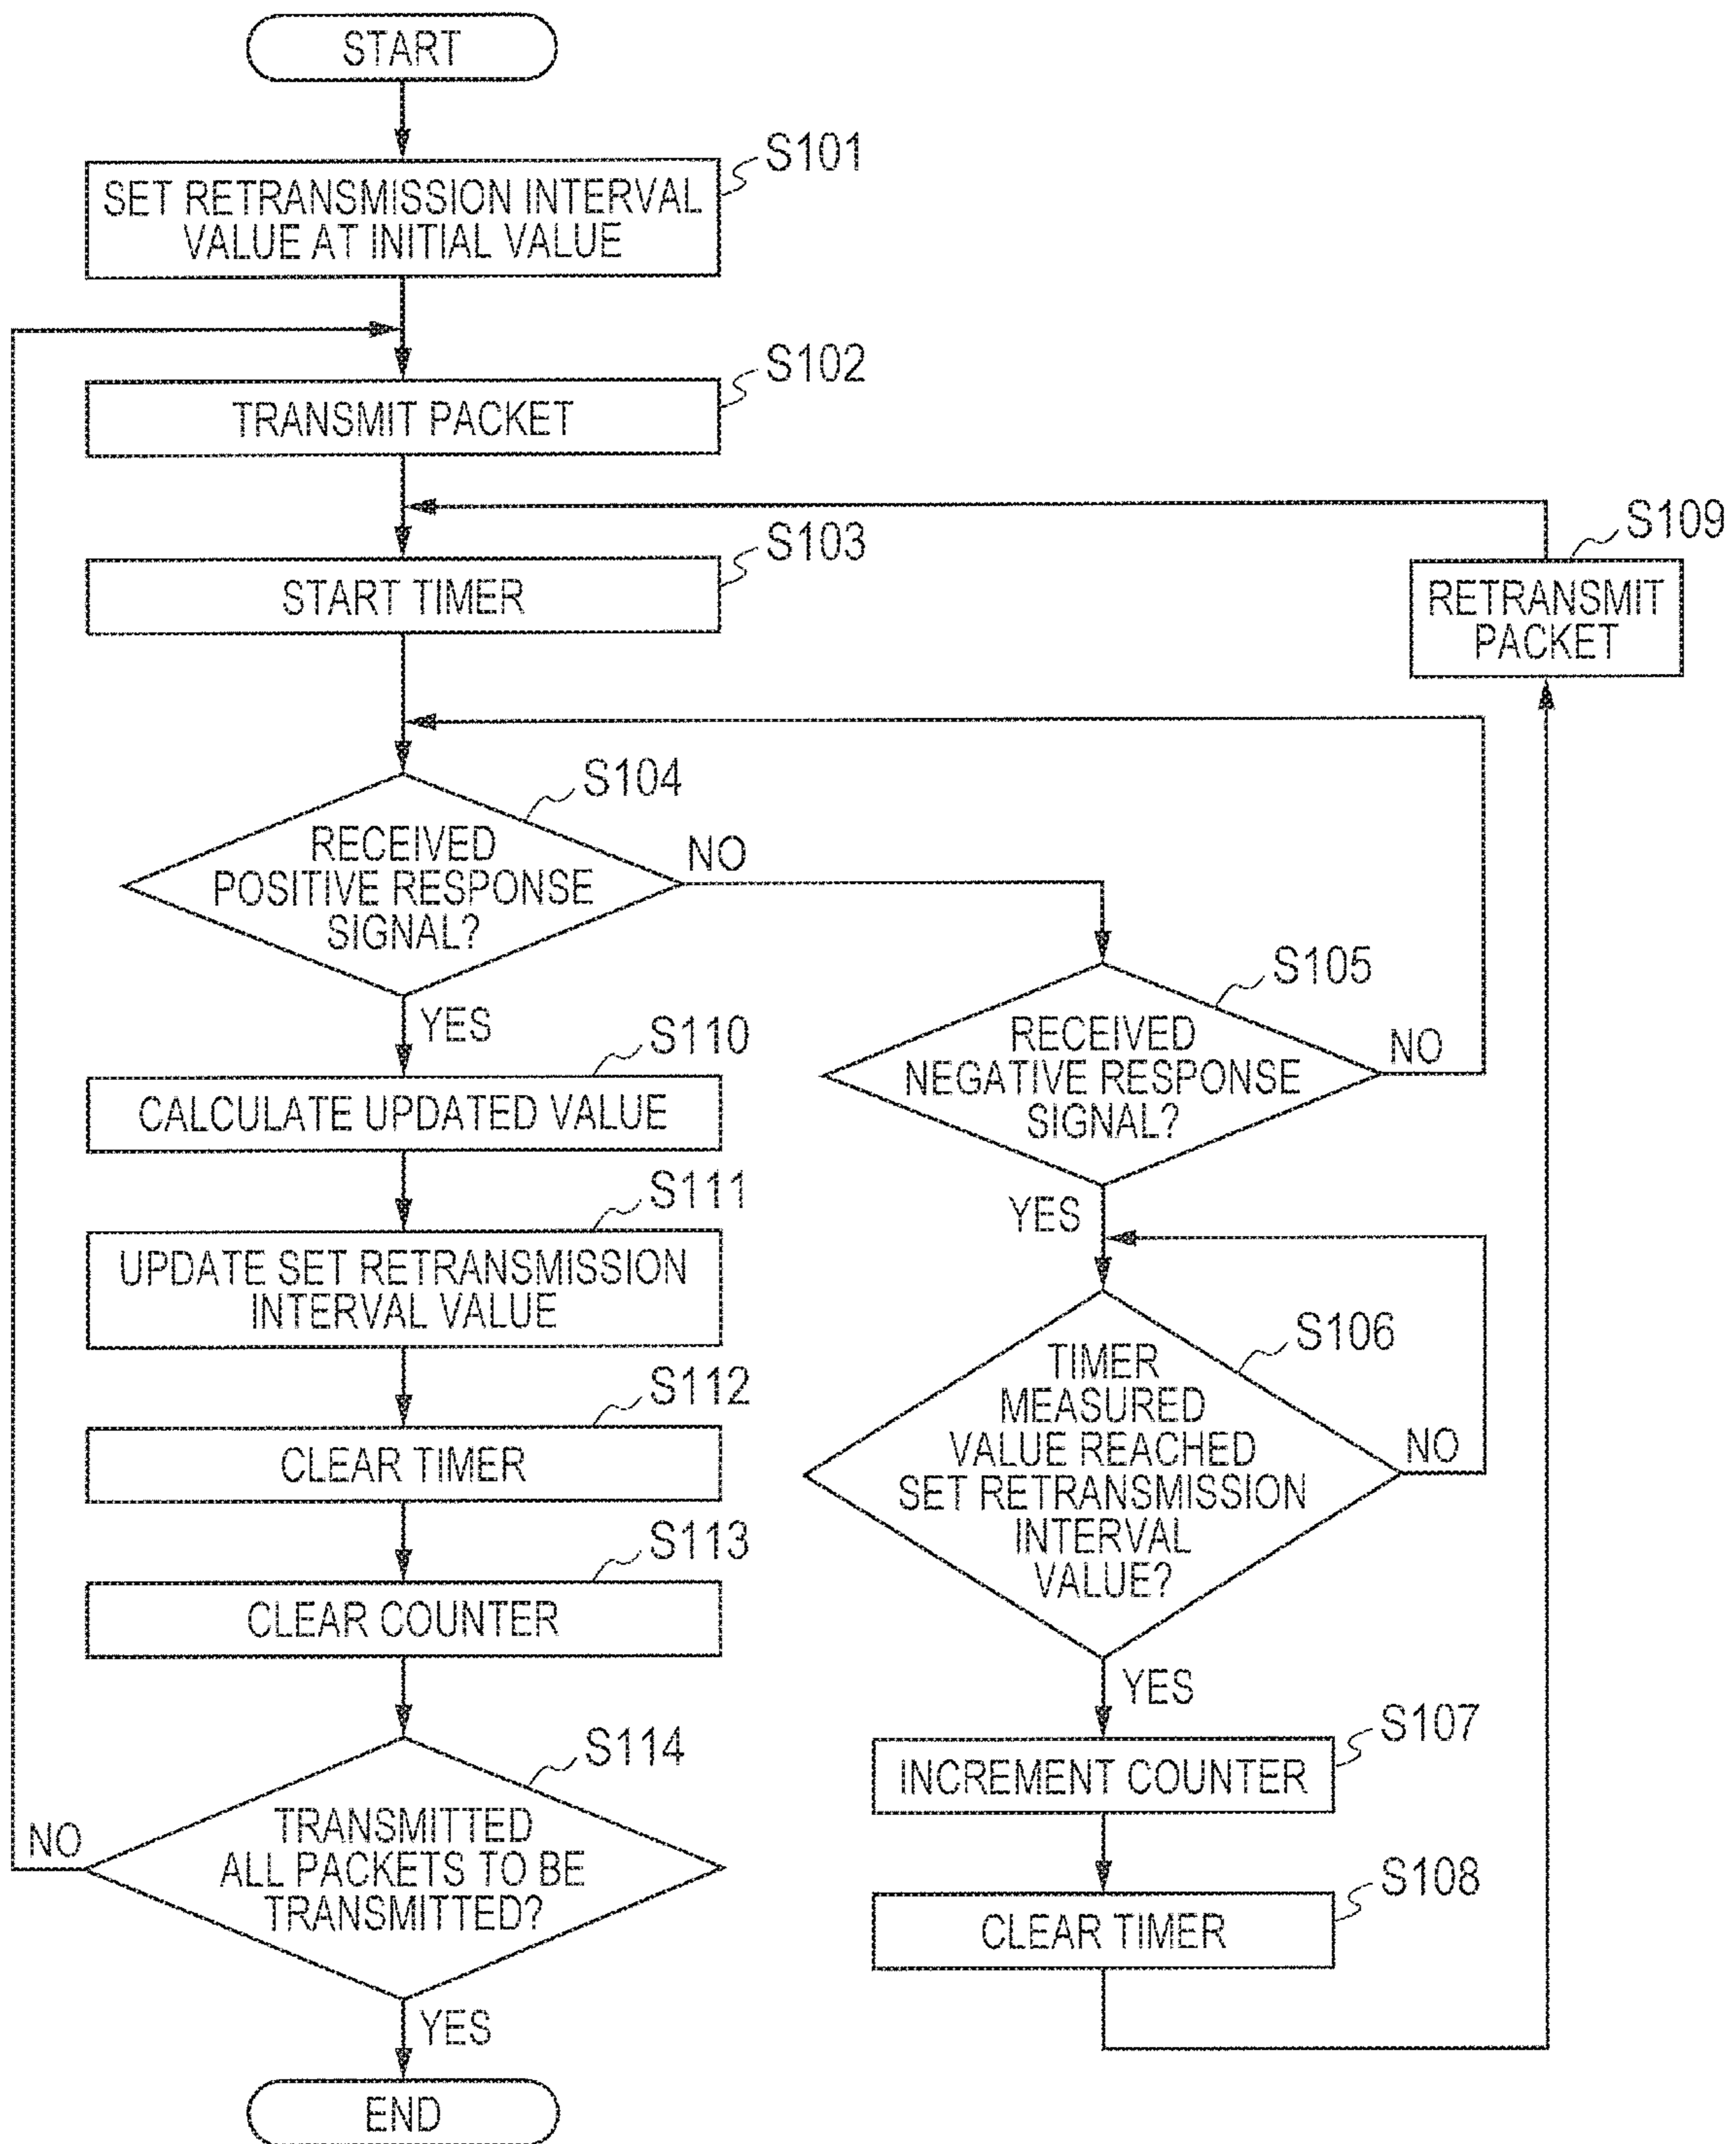 START
S101
SET RETRANSMISSION INTERVAL
VALUE AT INITIAL VALUE
S102
TRANSMIT PACKET
S103
START TIMER
S109
RETRANSMIT
PACKET
S104
RECEIVED
POSITIVE RESPONSE
SIGNAL?
NO
YES
S105
RECEIVED
NEGATIVE RESPONSE
SIGNAL?
NO
YES
S110
CALCULATE UPDATED VALUE
S111
UPDATE SET RETRANSMISSION
INTERVAL VALUE
S106
TIMER
MEASURED
VALUE REACHED
SET RETRANSMISSION
INTERVAL
VALUE?
NO
YES
S112
CLEAR TIMER
S113
CLEAR COUNTER
S107
INCREMENT COUNTER
S114
TRANSMITTED
ALL PACKETS TO BE
TRANSMITTED?
NO
YES
S108
CLEAR TIMER
END